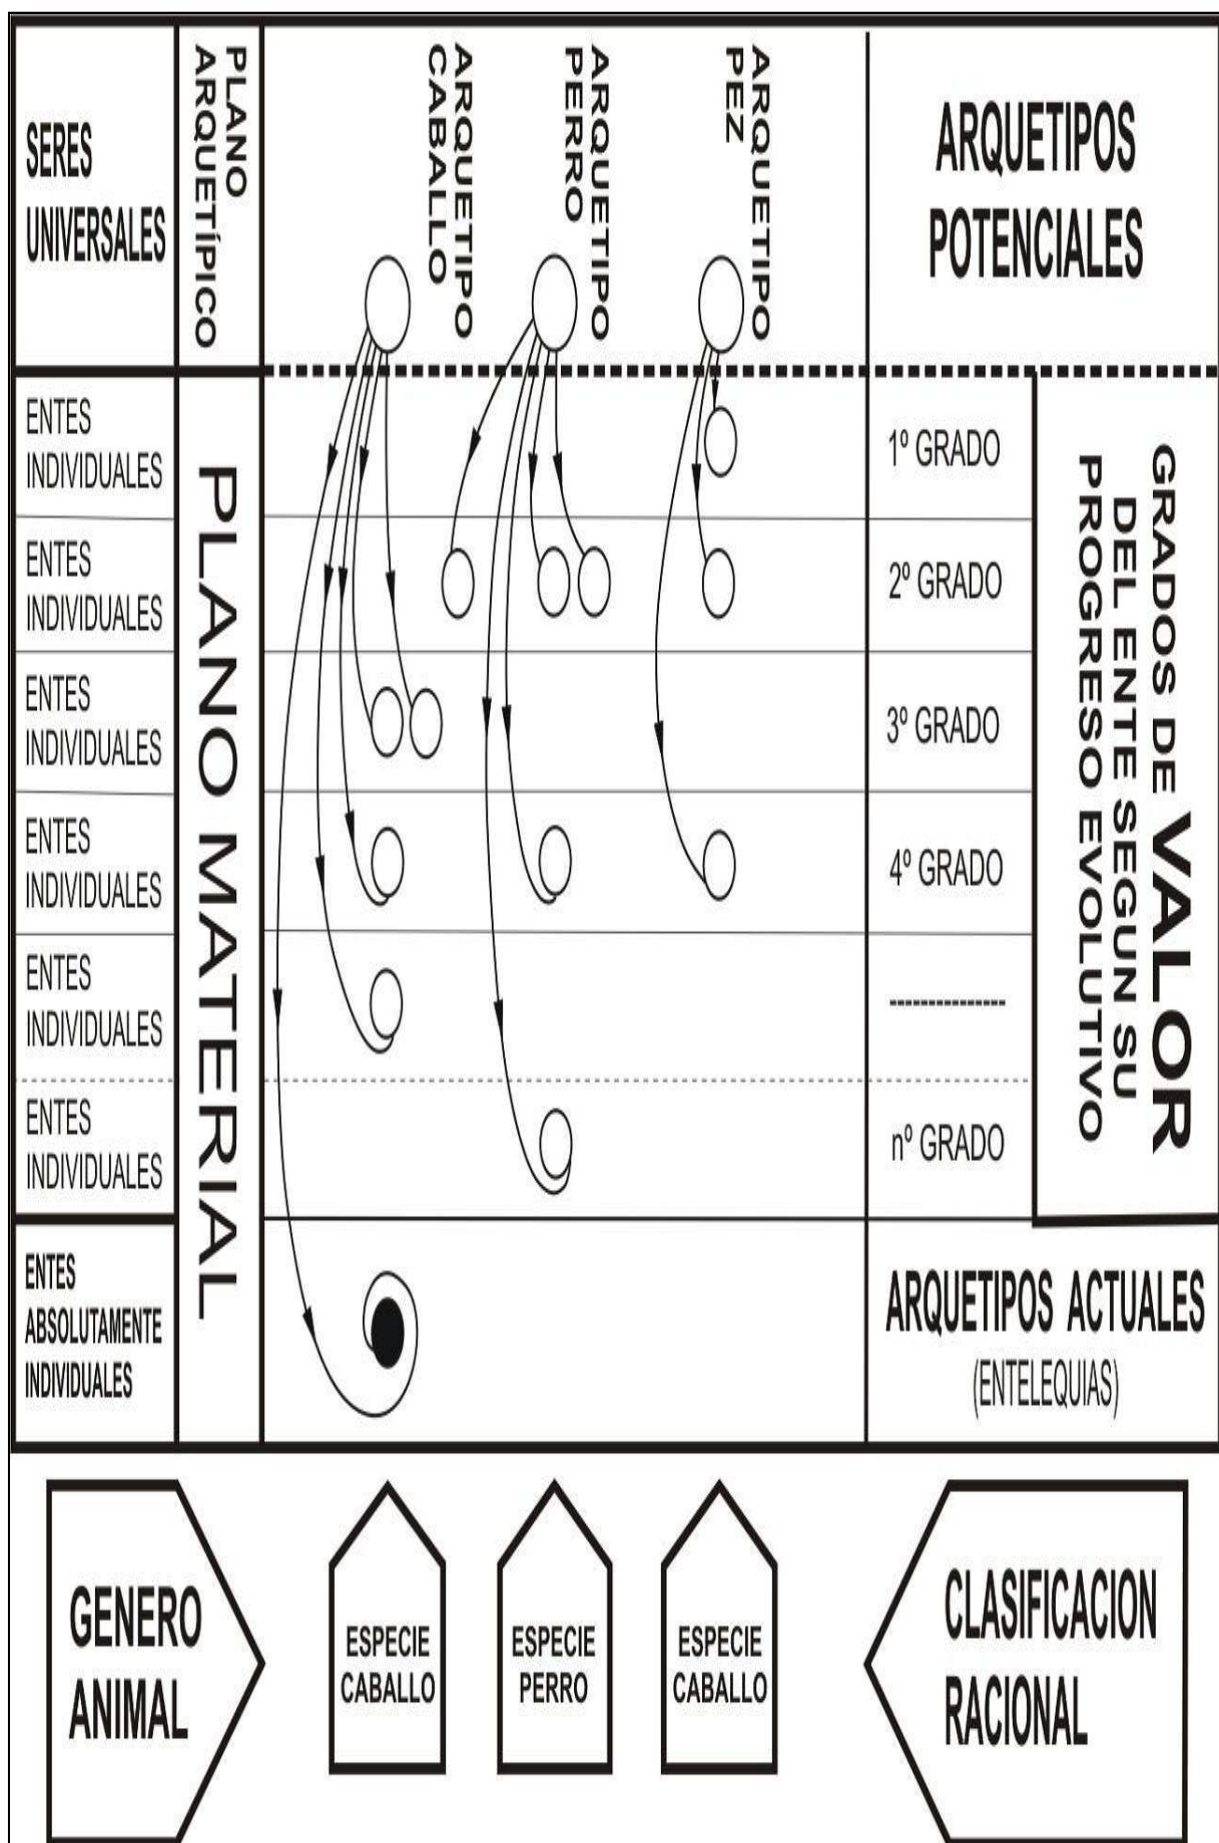 SERES
UNIVERSALES
PLANO
ARQUETÍPICO
ARQUETIPO
CABALLO
ARQUETIPO
PERRO
ARQUETIPO
PEZ
ARQUETIPOS
POTENCIALES
PLANO MATERIAL
ENTES
INDIVIDUALES
1º GRADO
ENTES
INDIVIDUALES
2º GRADO
ENTES
INDIVIDUALES
3º GRADO
ENTES
INDIVIDUALES
4º GRADO
ENTES
INDIVIDUALES
---------------
ENTES
INDIVIDUALES
nº GRADO
GRADOS DE VALOR
DEL ENTE SEGUN SU
PROGRESO EVOLUTIVO
ENTES
ABSOLUTAMENTE
INDIVIDUALES
ARQUETIPOS ACTUALES
(ENTELEQUIAS)
GENERO
ANIMAL
ESPECIE
CABALLO
ESPECIE
PERRO
ESPECIE
CABALLO
CLASIFICACION
RACIONAL